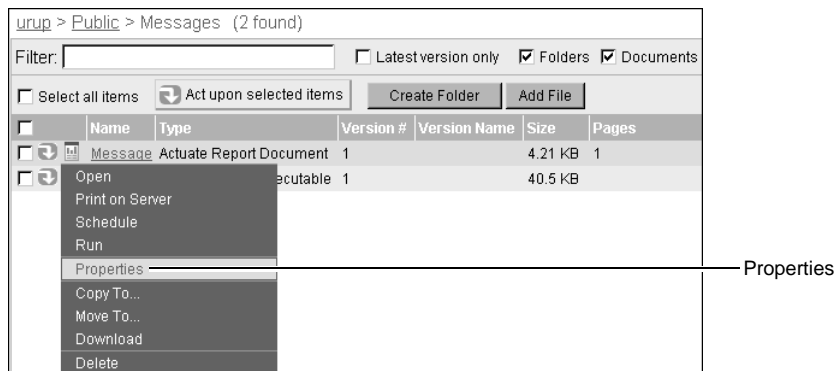 urup > Public > Messages (2 found)
Filter: Latest version only Folders Documents
Select all items Act upon selected items Create Folder Add File
Name Type Version # Version Name Size Pages
Message Actuate Report Document 1 4.21 KB 1
ecutable 1 40.5 KB
Open
Print on Server
Schedule
Run
Properties Properties
Copy To...
Move To...
Download
Delete